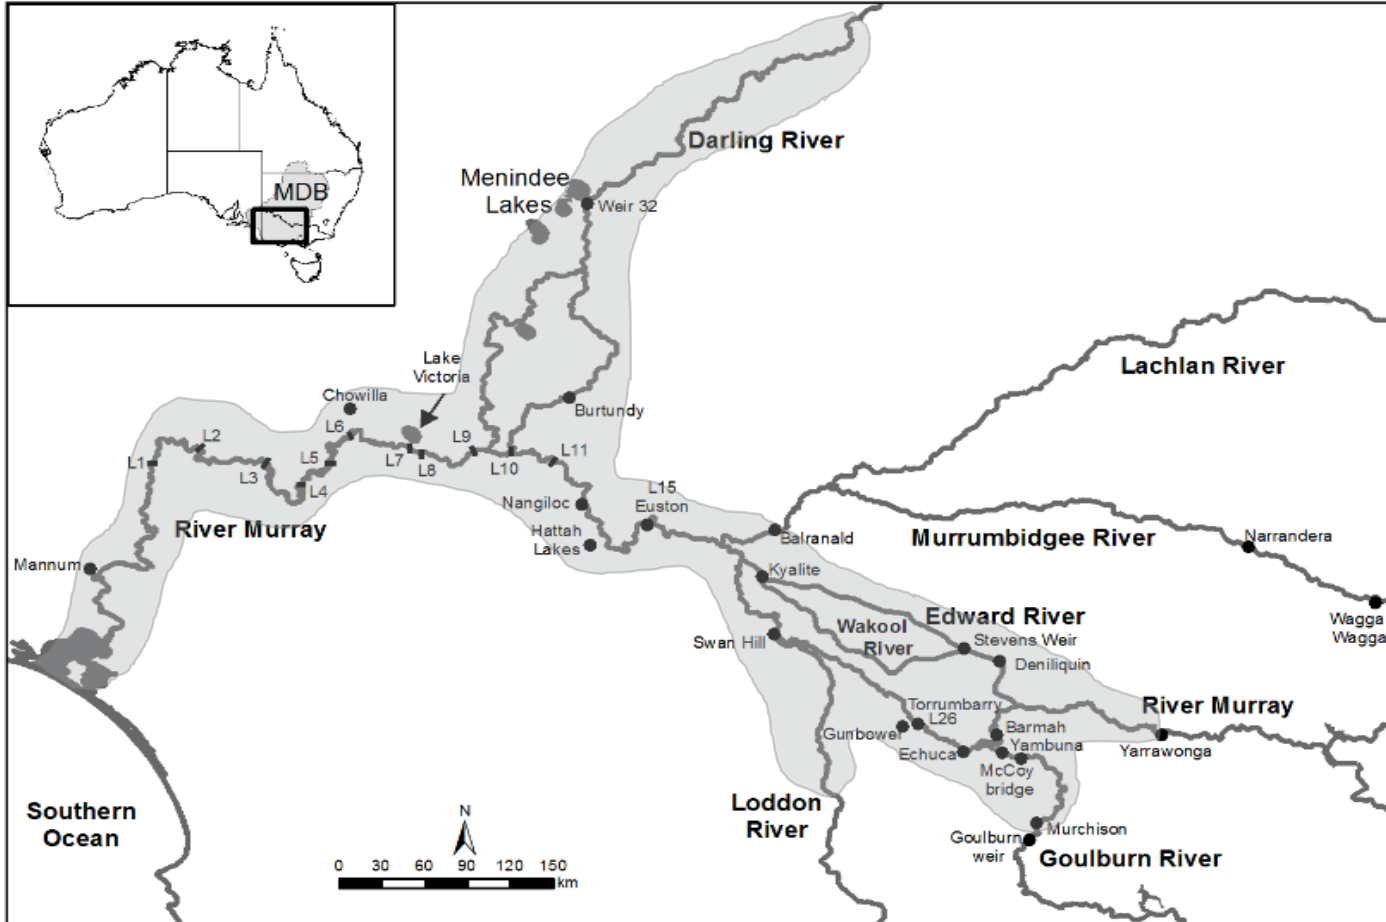 MDB
Darling River
Menindee
Lakes
Weir 32
Lachlan River
Lake
Victoria
Chowilla
Burtundy
L1
L2
L3
L4
L5
L6
L7
L8
L9
L10
L11
Nangiloc
L15
Euston
Hattah
Lakes
River Murray
Mannum
Balranald
Murrumbidgee River
Narrandera
Wagga
Wagga
Kyalite
Edward River
Wakool
River
Stevens Weir
Swan Hill
Deniliquin
Torrumbarry
L26
River Murray
Gunbower
Barmah
Yambuna
Echuca
McCoy
bridge
Yarrawonga
Southern
Ocean
Loddon
River
Murchison
Goulburn
weir
Goulburn River
N
0 30 60 90 120 150
km